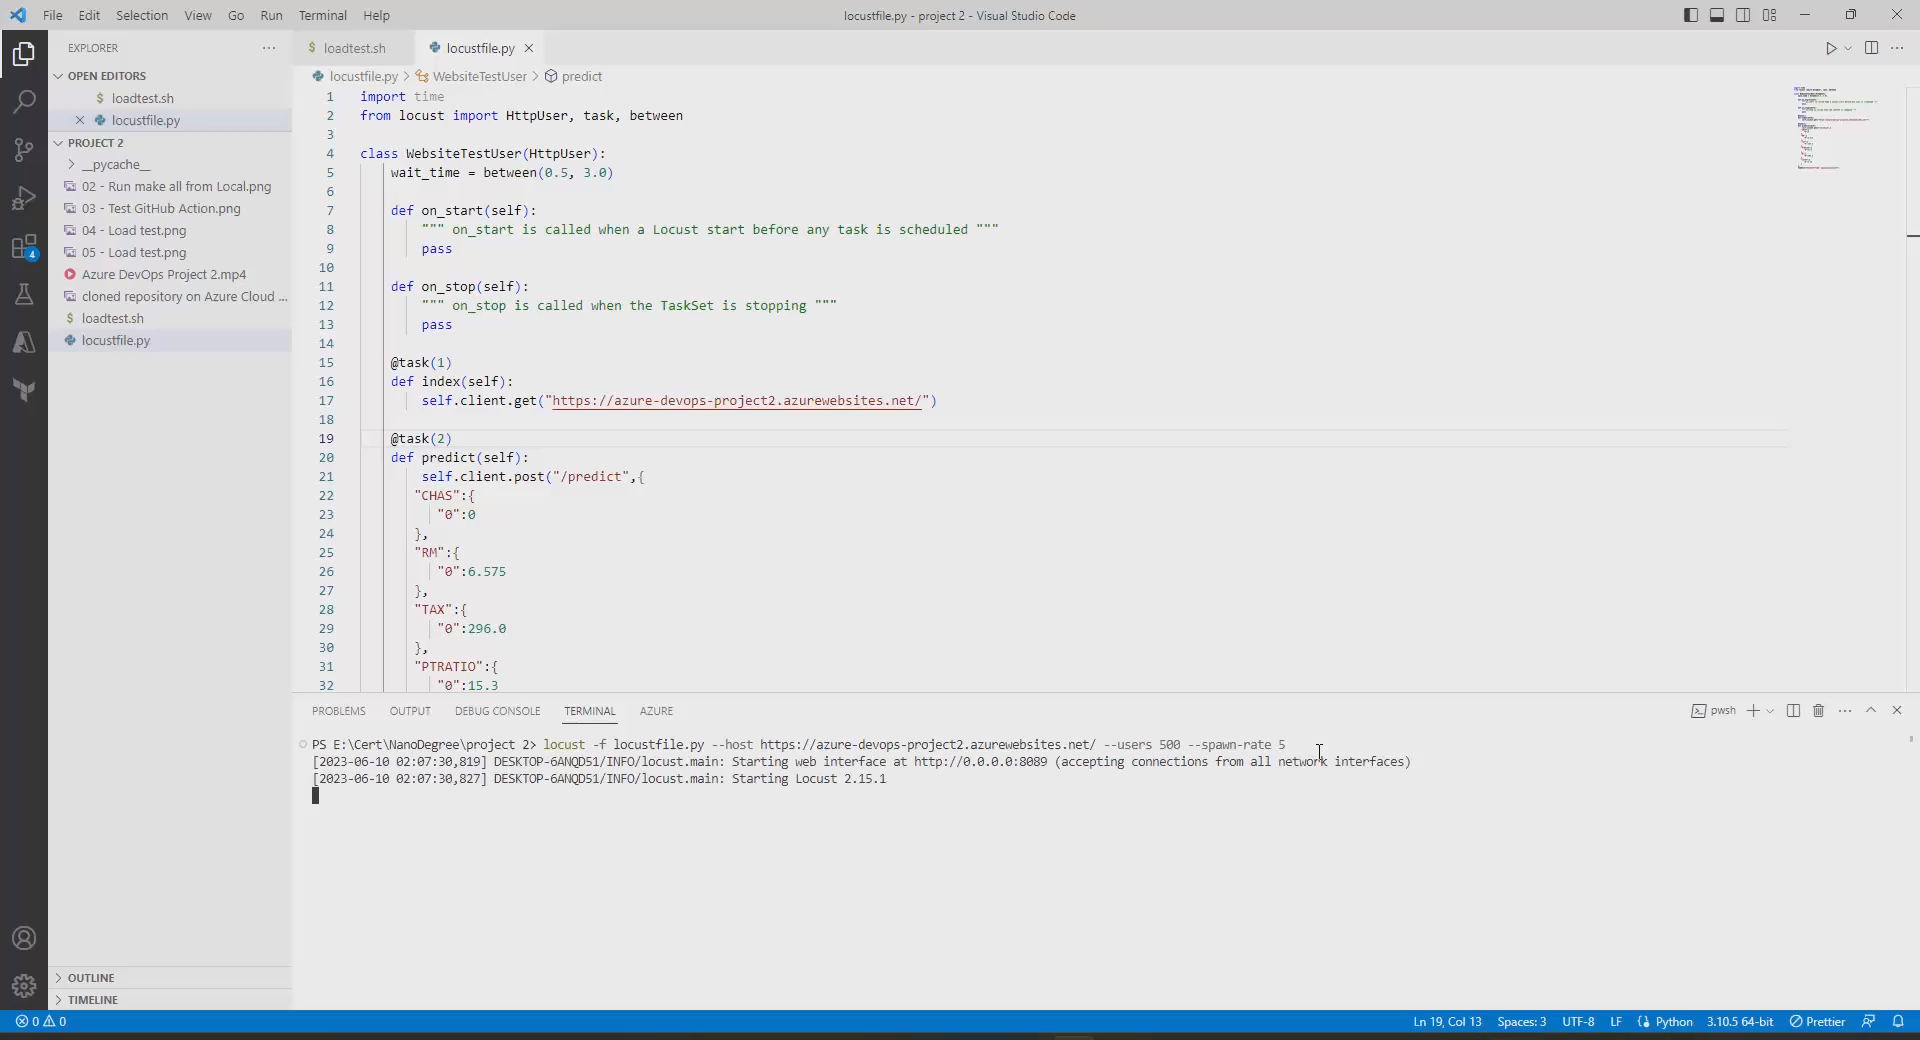 File Edit Selection View Go Run Terminal Help
locustfile.py - project 2 - Visual Studio Code
EXPLORER
OPEN EDITORS
loadtest.sh
locustfile.py
PROJECT 2
__pycache__
02 - Run make all from Local.png
03 - Test GitHub Action.png
04 - Load test.png
05 - Load test.png
Azure DevOps Project 2.mp4
cloned repository on Azure Cloud ...
loadtest.sh
locustfile.py
OUTLINE
TIMELINE
4
$ loadtest.sh
locustfile.py
locustfile.py > WebsiteTestUser > predict
1 import time
2 from locust import HttpUser, task, between
3
4 class WebsiteTestUser(HttpUser):
5 wait_time = between(0.5, 3.0)
6
7 def on_start(self):
8 """ on_start is called when a Locust start before any task is scheduled """
9 pass
10
11 def on_stop(self):
12 """ on_stop is called when the TaskSet is stopping """
13 pass
14
15 @task(1)
16 def index(self):
17 self.client.get("https://azure-devops-project2.azurewebsites.net/")
18
19 @task(2)
20 def predict(self):
21 self.client.post("/predict",{
22 "CHAS":{
23 "0":0
24 },
25 "RM":{
26 "0":6.575
27 },
28 "TAX":{
29 "0":296.0
30 },
31 "PTRATIO":{
32 "0":15.3
PROBLEMS OUTPUT DEBUG CONSOLE TERMINAL AZURE
pwsh
PS E:\Cert\NanoDegree\project 2> locust -f locustfile.py --host https://azure-devops-project2.azurewebsites.net/ --users 500 --spawn-rate 5
[2023-06-10 02:07:30,819] DESKTOP-6ANQD51/INFO/locust.main: Starting web interface at http://0.0.0.0:8089 (accepting connections from all network interfaces)
[2023-06-10 02:07:30,827] DESKTOP-6ANQD51/INFO/locust.main: Starting Locust 2.15.1
0 0
Ln 19, Col 13 Spaces: 3 UTF-8 LF Python 3.10.5 64-bit Prettier